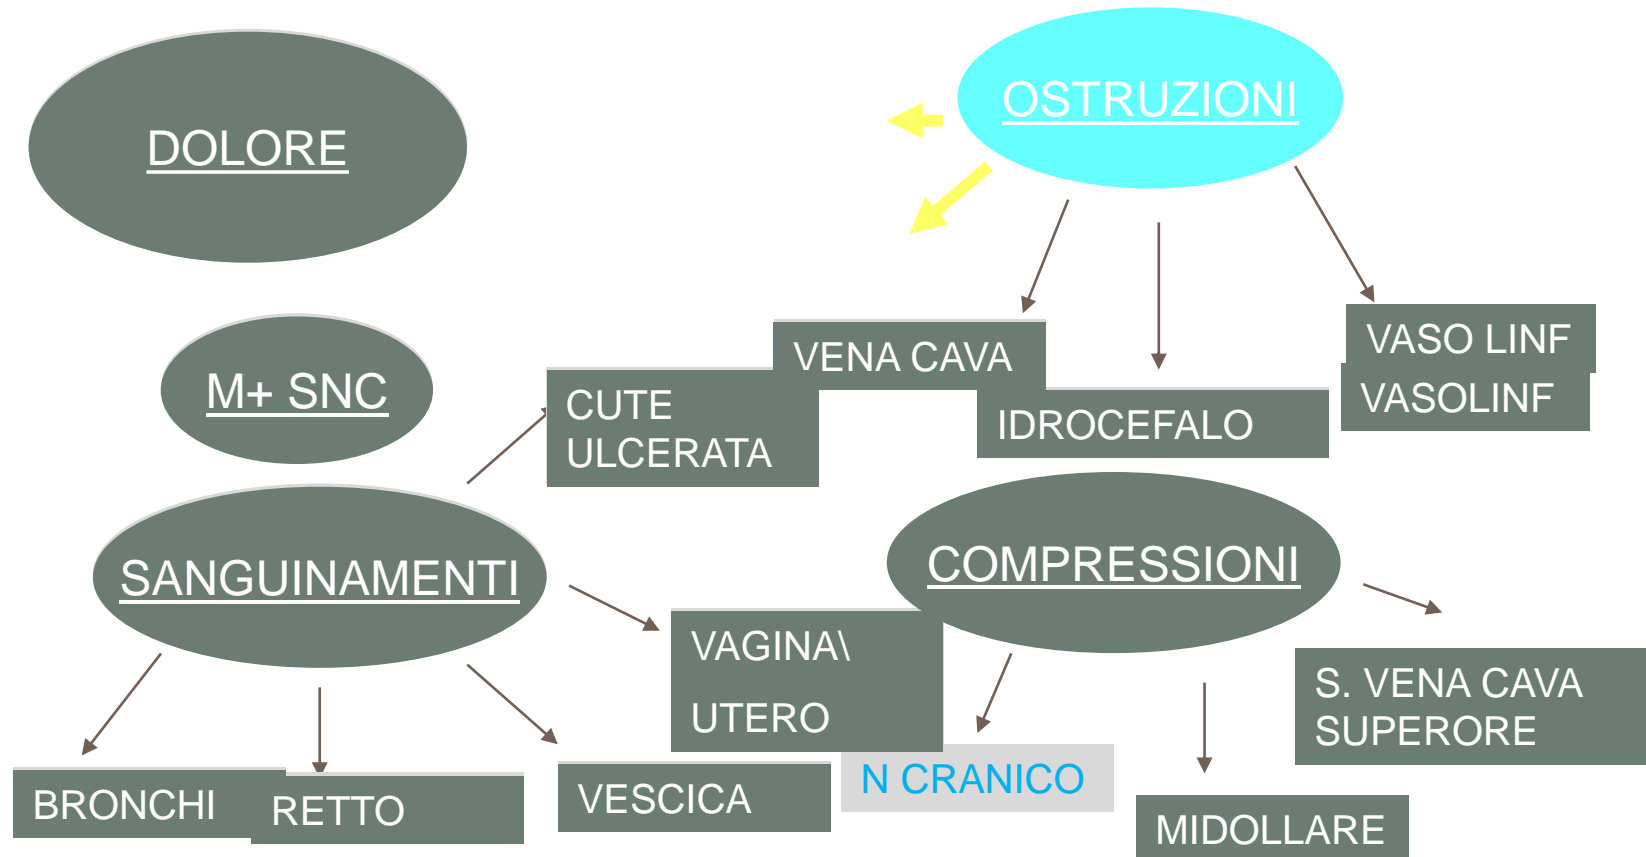 DOLORE
OSTRUZIONI
M+ SNC
VENA CAVA
VASO LINF
VASOLINF
CUTE
ULCERATA
IDROCEFALO
SANGUINAMENTI
COMPRESSIONI
VAGINA\
UTERO
S. VENA CAVA
SUPERORE
BRONCHI
RETTO
VESCICA
N CRANICO
MIDOLLARE